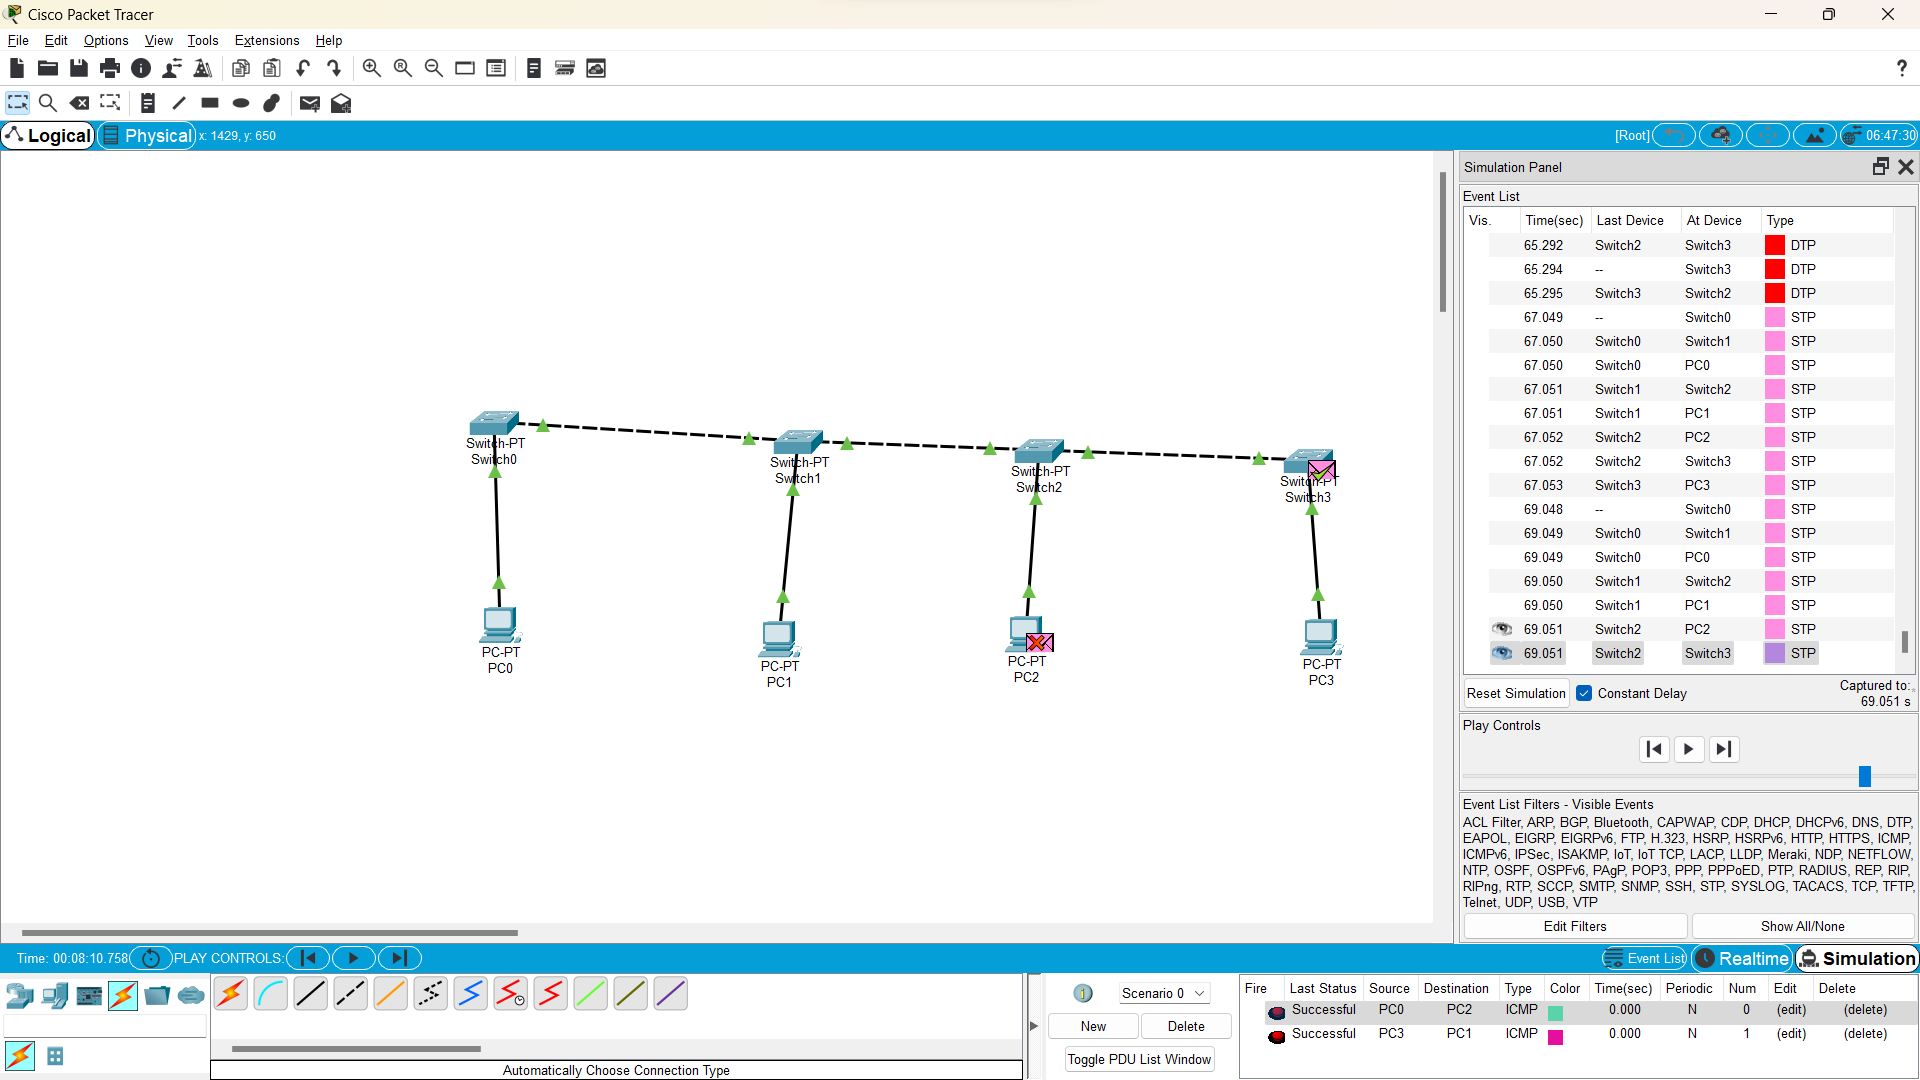 Cisco Packet Tracer
File Edit Options View Tools Extensions Help
Logical Physical x: 1429, y: 650 [Root] 06:47:30
Switch-PT
Switch0
Switch-PT
Switch1
Switch-PT
Switch2
Switch-PT
Switch3
PC-PT
PC0
PC-PT
PC1
PC-PT
PC2
PC-PT
PC3
Simulation Panel
Event List
Vis. Time(sec) Last Device At Device Type
65.292 Switch2 Switch3 DTP
65.294 -- Switch3 DTP
65.295 Switch3 Switch2 DTP
67.049 -- Switch0 STP
67.050 Switch0 Switch1 STP
67.050 Switch0 PC0 STP
67.051 Switch1 Switch2 STP
67.051 Switch1 PC1 STP
67.052 Switch2 PC2 STP
67.052 Switch2 Switch3 STP
67.053 Switch3 PC3 STP
69.048 -- Switch0 STP
69.049 Switch0 Switch1 STP
69.049 Switch0 PC0 STP
69.050 Switch1 Switch2 STP
69.050 Switch1 PC1 STP
69.051 Switch2 PC2 STP
69.051 Switch2 Switch3 STP
Reset Simulation Constant Delay Captured to:
69.051 s
Play Controls
Event List Filters - Visible Events
ACL Filter, ARP, BGP, Bluetooth, CAPWAP, CDP, DHCP, DHCPv6, DNS, DTP,
EAPOL, EIGRP, EIGRPv6, FTP, H.323, HSRP, HSRPv6, HTTP, HTTPS, ICMP,
ICMPv6, IPSec, ISAKMP, IoT, IoT TCP, LACP, LLDP, Meraki, NDP, NETFLOW,
NTP, OSPF, OSPFv6, PAgP, POP3, PPP, PPPoED, PTP, RADIUS, REP, RIP,
RIPng, RTP, SCCP, SMTP, SNMP, SSH, STP, SYSLOG, TACACS, TCP, TFTP,
Telnet, UDP, USB, VTP
Edit Filters Show All/None
Time: 00:08:10.758 PLAY CONTROLS: Event List Realtime Simulation
Automatically Choose Connection Type
Scenario 0
New Delete
Toggle PDU List Window
Fire Last Status Source Destination Type Color Time(sec) Periodic Num Edit Delete
Successful PC0 PC2 ICMP 0.000 N 0 (edit) (delete)
Successful PC3 PC1 ICMP 0.000 N 1 (edit) (delete)